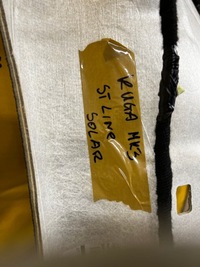 KUGA MK3
ST LINE
SOLAR